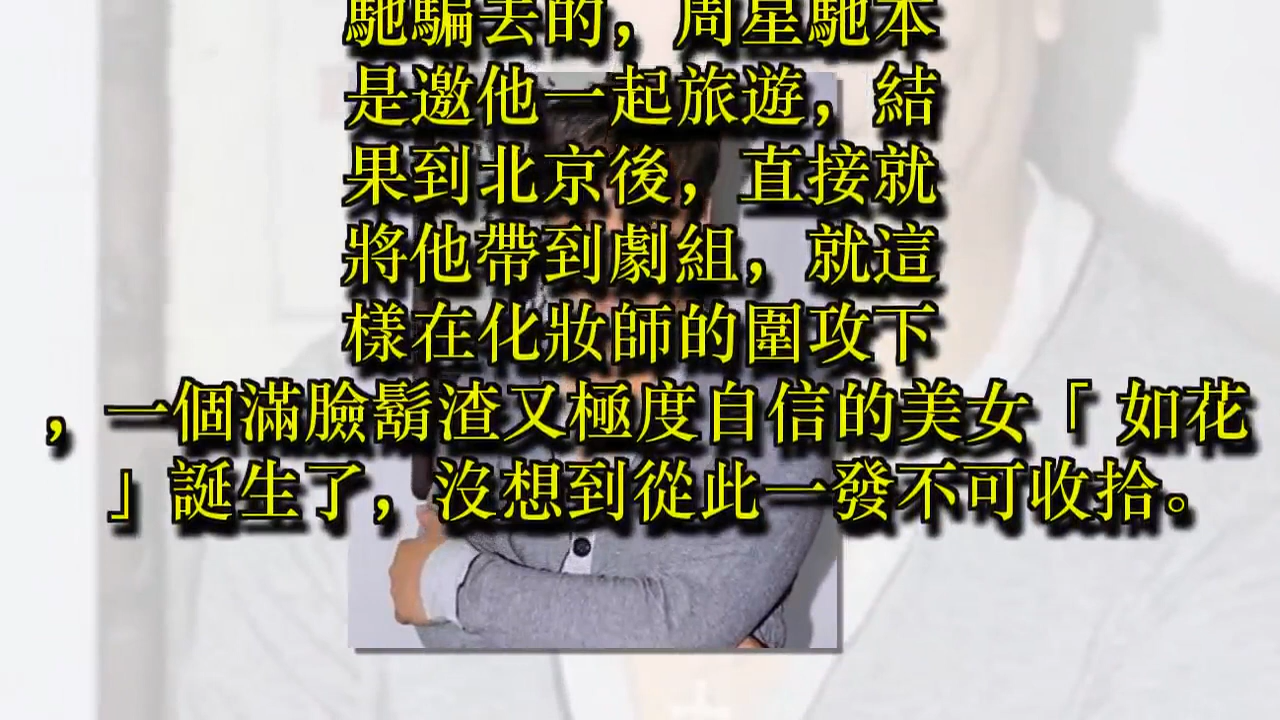 馳騙去的，周星馳本
是邀他一起旅遊，結
果到北京後，直接就
將他帶到劇組，就這
樣在化妝師的圍攻下
，一個滿臉鬍渣又極度自信的美女「 如花
」誕生了，沒想到從此一發不可收拾。